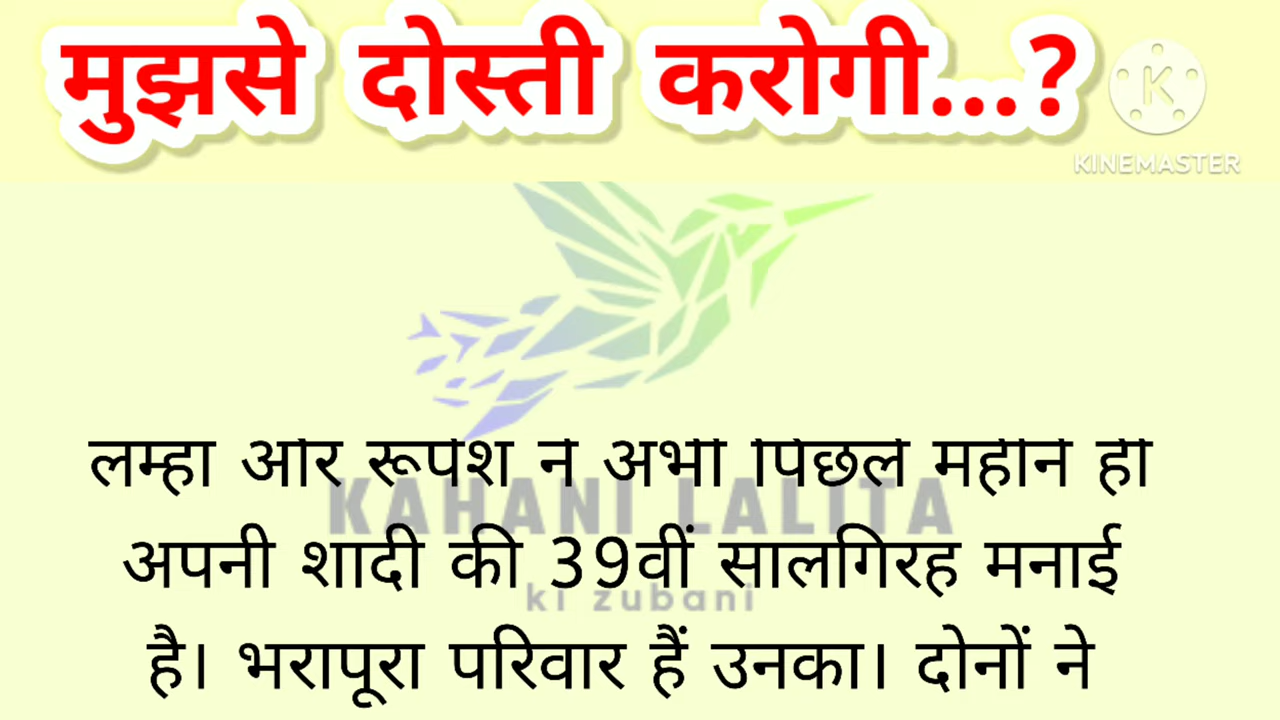 मुझसे दोस्ती करोगी...?
K
KINEMASTER
लम्हा और रूपेश ने अभी पिछले महीने ही
KAHANI LALITA
अपनी शादी की 39वीं सालगिरह मनाई
ki zubani
है। भरापूरा परिवार हैं उनका। दोनों ने